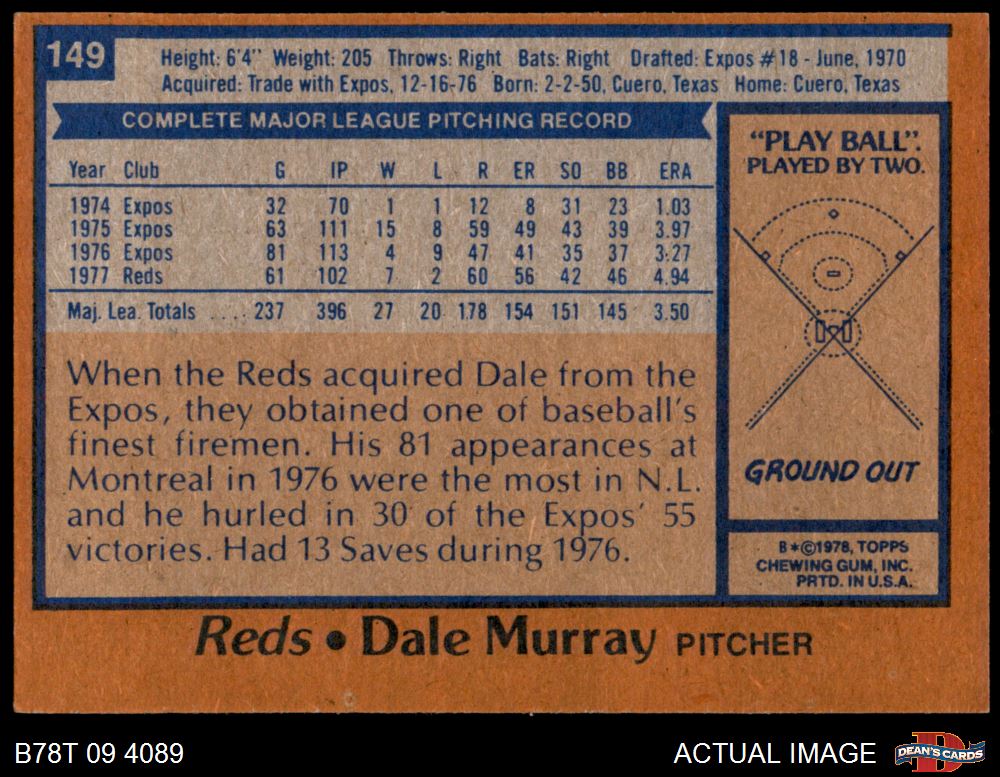 149
Height: 6'4" Weight: 205 Throws: Right Bats: Right Drafted: Expos #18 - June, 1970
Acquired: Trade with Expos, 12-16-76 Born: 2-2-50, Cuero, Texas Home: Cuero, Texas
COMPLETE MAJOR LEAGUE PITCHING RECORD
Year Club G IP W L R ER SO BB ERA
1974 Expos 32 70 1 1 12 8 31 23 1.03
1975 Expos 63 111 15 8 59 49 43 39 3.97
1976 Expos 81 113 4 9 47 41 35 37 3.27
1977 Reds 61 102 7 2 60 56 42 46 4.94
Maj. Lea. Totals .... 237 396 27 20 178 154 151 145 3.50
When the Reds acquired Dale from the
Expos, they obtained one of baseball's
finest firemen. His 81 appearances at
Montreal in 1976 were the most in N.L.
and he hurled in 30 of the Expos' 55
victories. Had 13 Saves during 1976.
"PLAY BALL".
PLAYED BY TWO.
GROUND OUT
B*©1978, TOPPS
CHEWING GUM, INC.
PRTD. IN U.S.A.
Reds • Dale Murray PITCHER
B78T 09 4089
ACTUAL IMAGE
D
DEAN'S CARDS